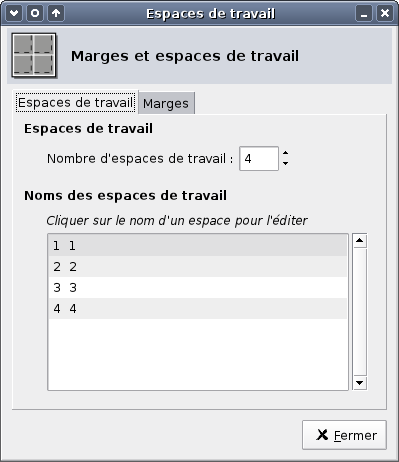 Espaces de travail
Marges et espaces de travail
Espaces de travail Marges
Espaces de travail
Nombre d'espaces de travail : 4
Noms des espaces de travail
Cliquer sur le nom d'un espace pour l'éditer
1 1
2 2
3 3
4 4
Fermer